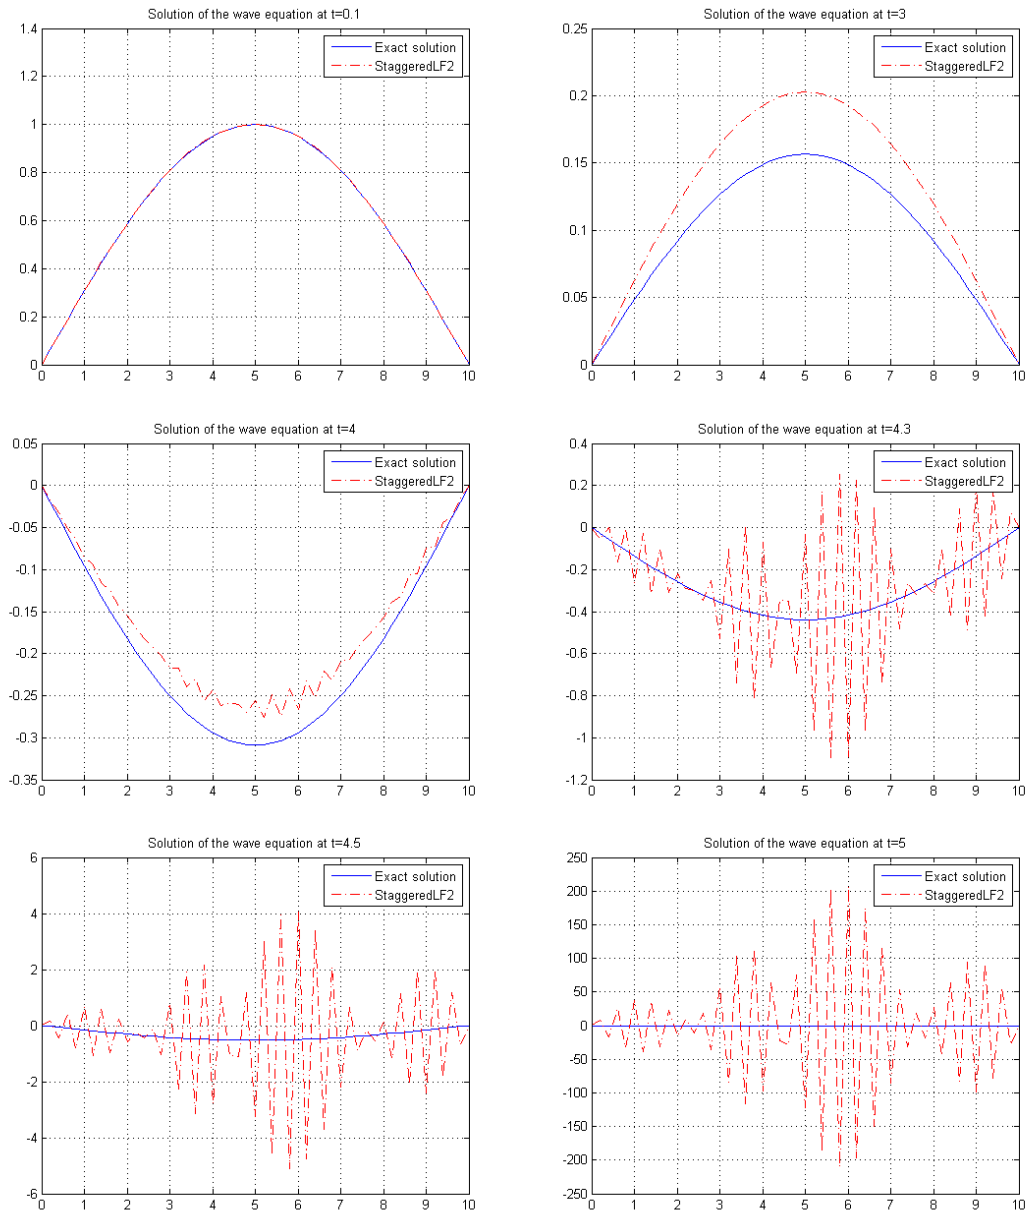 Solution of the wave equation at t=0.1
1.4
1.2
1
0.8
0.6
0.4
0.2
0
0 1 2 3 4 5 6 7 8 9 10
Exact solution
StaggeredLF2
Solution of the wave equation at t=3
0.25
0.2
0.15
0.1
0.05
0
0 1 2 3 4 5 6 7 8 9 10
Exact solution
StaggeredLF2
Solution of the wave equation at t=4
0.05
0
-0.05
-0.1
-0.15
-0.2
-0.25
-0.3
-0.35
0 1 2 3 4 5 6 7 8 9 10
Exact solution
StaggeredLF2
Solution of the wave equation at t=4.3
0.4
0.2
0
-0.2
-0.4
-0.6
-0.8
-1
-1.2
0 1 2 3 4 5 6 7 8 9 10
Exact solution
StaggeredLF2
Solution of the wave equation at t=4.5
6
4
2
0
-2
-4
-6
0 1 2 3 4 5 6 7 8 9 10
Exact solution
StaggeredLF2
Solution of the wave equation at t=5
250
200
150
100
50
0
-50
-100
-150
-200
-250
0 1 2 3 4 5 6 7 8 9 10
Exact solution
StaggeredLF2